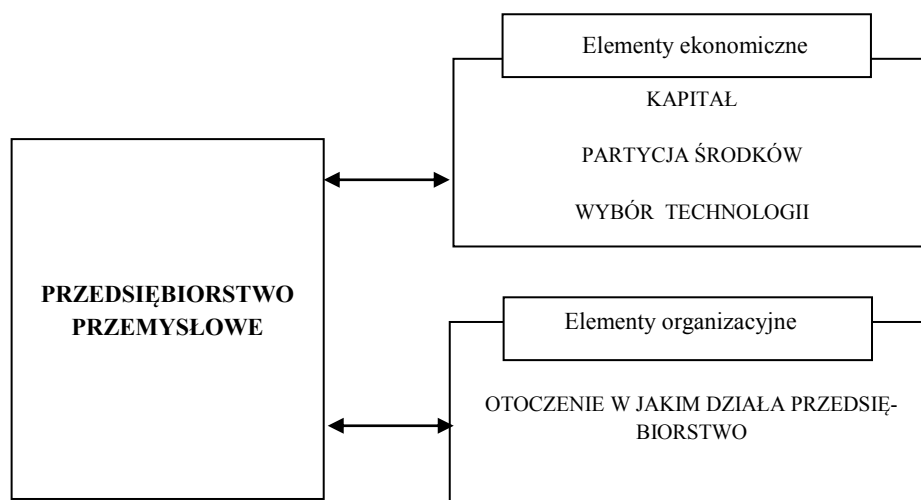 Elementy ekonomiczne
KAPITAŁ
PARTYCJA ŚRODKÓW
WYBÓR TECHNOLOGII
PRZEDSIĘBIORSTWO
PRZEMYSŁOWE
Elementy organizacyjne
OTOCZENIE W JAKIM DZIAŁA PRZEDSIĘ-
BIORSTWO